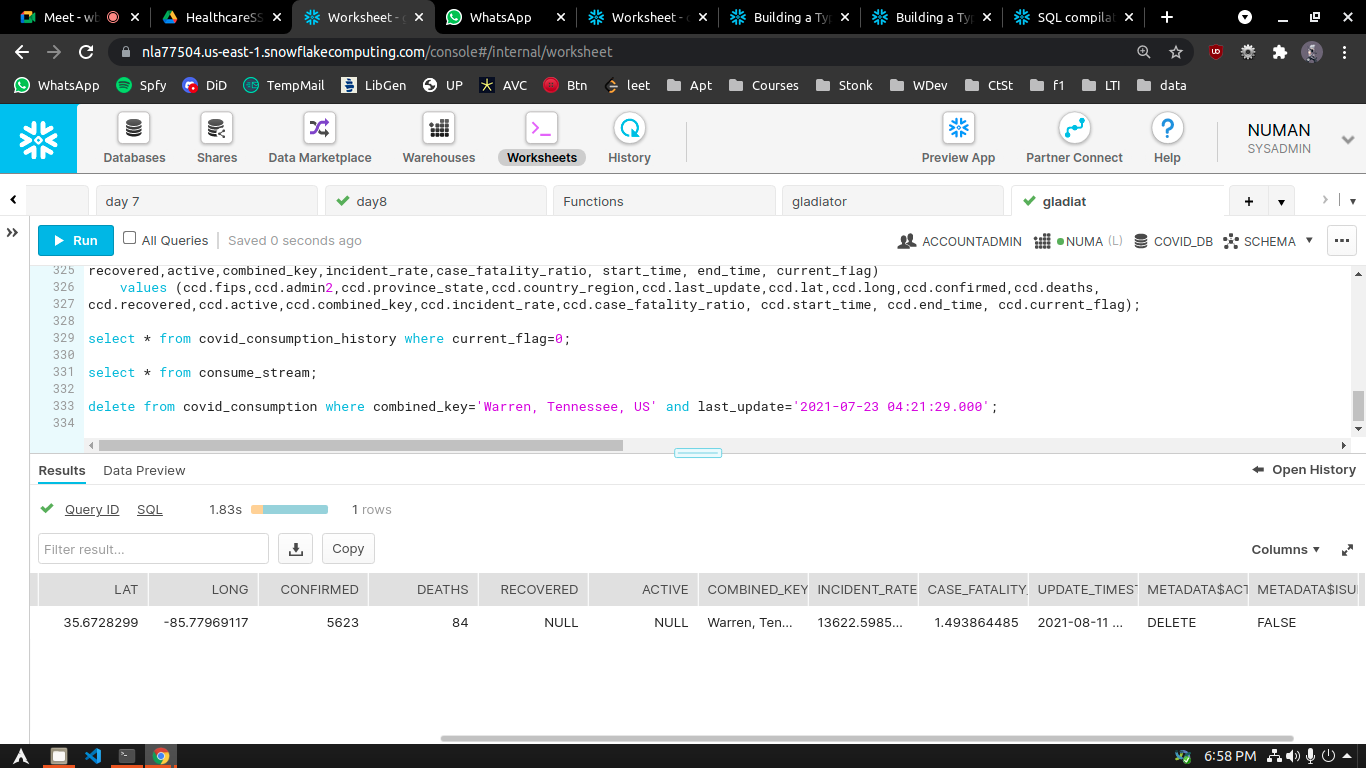 Meet - wb
HealthcareSS
Worksheet - g
WhatsApp
Worksheet - c
Building a Ty
Building a Ty
SQL compilat
nla77504.us-east-1.snowflakecomputing.com/console#/internal/worksheet
WhatsApp Spfy DiD TempMail LibGen UP AVC Btn leet Apt Courses Stonk WDev CtSt f1 LTI data
Databases Shares Data Marketplace Warehouses Worksheets History Preview App Partner Connect Help
NUMAN
SYSADMIN
day 7 day8 Functions gladiator gladiat
Run All Queries Saved 0 seconds ago ACCOUNTADMIN NUMA (L) COVID_DB SCHEMA
325 recovered,active,combined_key,incident_rate,case_fatality_ratio, start_time, end_time, current_flag)
326 values (ccd.fips,ccd.admin2,ccd.province_state,ccd.country_region,ccd.last_update,ccd.lat,ccd.long,ccd.confirmed,ccd.deaths,
327 ccd.recovered,ccd.active,ccd.combined_key,ccd.incident_rate,ccd.case_fatality_ratio, ccd.start_time, ccd.end_time, ccd.current_flag);
328
329 select * from covid_consumption_history where current_flag=0;
330
331 select * from consume_stream;
332
333 delete from covid_consumption where combined_key='Warren, Tennessee, US' and last_update='2021-07-23 04:21:29.000';
334
Results Data Preview Open History
Query ID SQL 1.83s 1 rows
Filter result... Copy Columns
LAT LONG CONFIRMED DEATHS RECOVERED ACTIVE COMBINED_KEY INCIDENT_RATE CASE_FATALITY_ UPDATE_TIMEST METADATA$ACT METADATA$ISU
35.6728299 -85.77969117 5623 84 NULL NULL Warren, Ten... 13622.5985... 1.493864485 2021-08-11 ... DELETE FALSE
6:58 PM